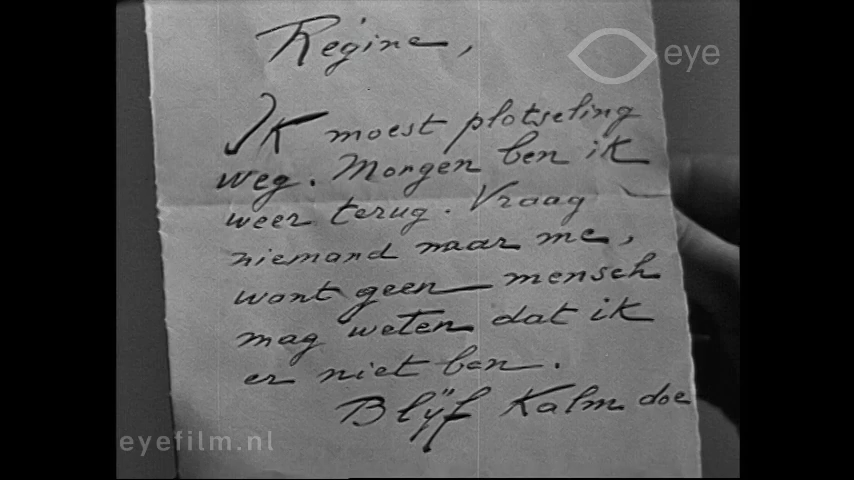 eye
Regine,
Ik moest plotseling
weg. Morgen ben ik
weer terug. Vraag
niemand naar me,
want geen mensch
mag weten dat ik
er niet ben.
Blijf Kalm doe
eyefilm.nl